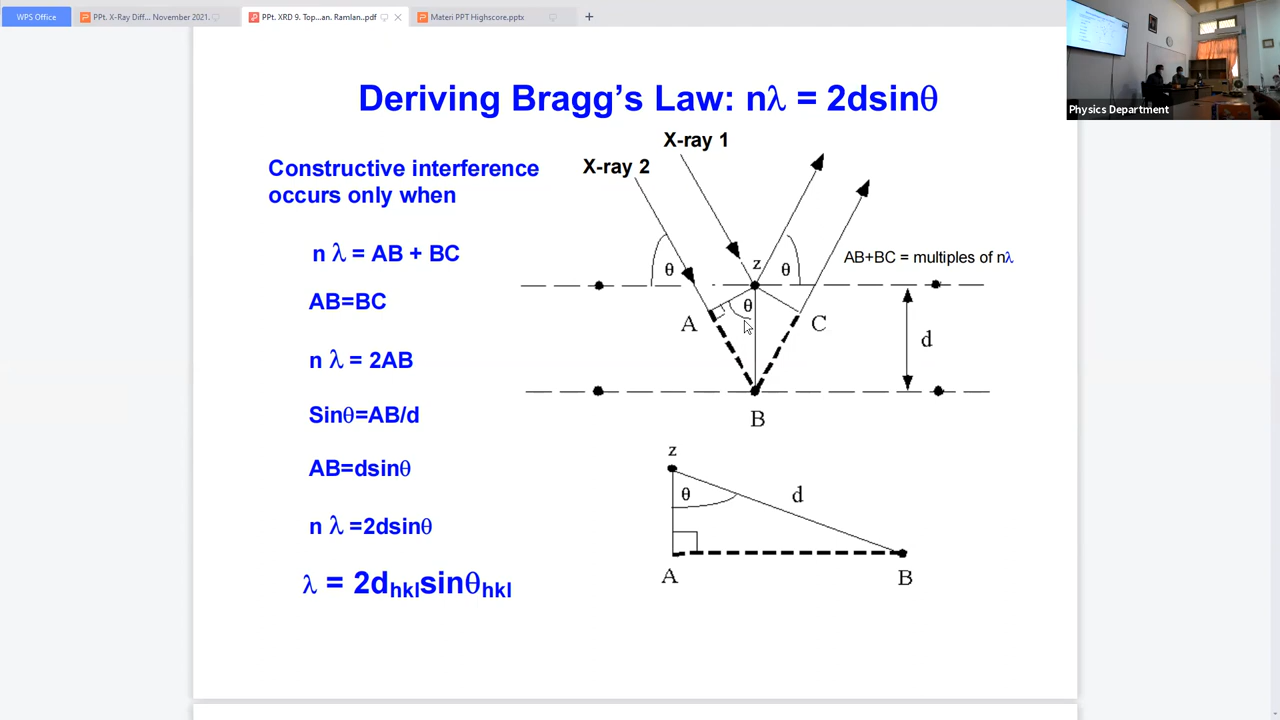 WPS Office
PPt. X-Ray Diff... November 2021.
PPt. XRD 9. Top...an. Ramlan..pdf
Materi PPT Highscore.pptx
Physics Department
Deriving Bragg’s Law: nλ = 2dsinθ
Constructive interference
occurs only when
n λ = AB + BC
AB=BC
n λ = 2AB
Sinθ=AB/d
AB=dsinθ
n λ =2dsinθ
λ = 2dhklsinθhkl
X-ray 1
X-ray 2
z
θ
θ
AB+BC = multiples of nλ
θ
A
C
d
B
z
θ
d
A
B